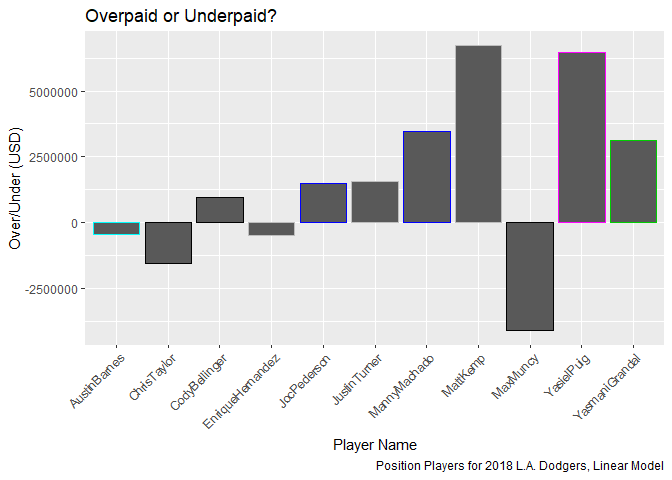 Overpaid or Underpaid?
Over/Under (USD)
5000000
2500000
0
-2500000
AustinBarnes
ChrisTaylor
CodyBellinger
EnriqueHernandez
JocPederson
JustinTurner
MannyMachado
MattKemp
MaxMuncy
YasielPuig
YasmaniGrandal
Player Name
Position Players for 2018 L.A. Dodgers, Linear Model